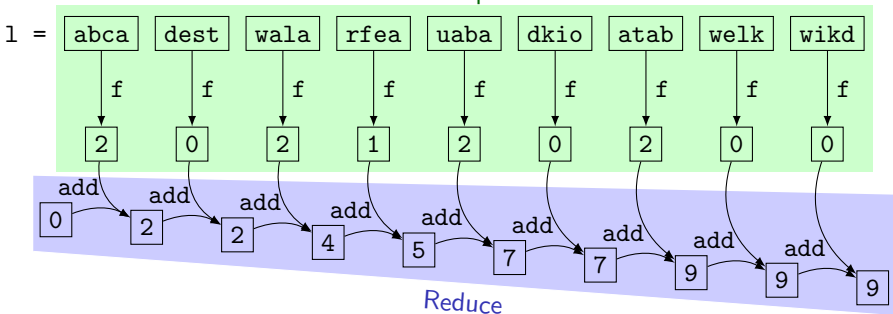 l = abca dest wala rfea uaba dkio atab welk wikd
f f f f f f f f f
2 0 2 1 2 0 2 0 0
add add add add add add add add add
0 2 2 4 5 7 7 9 9 9
Reduce